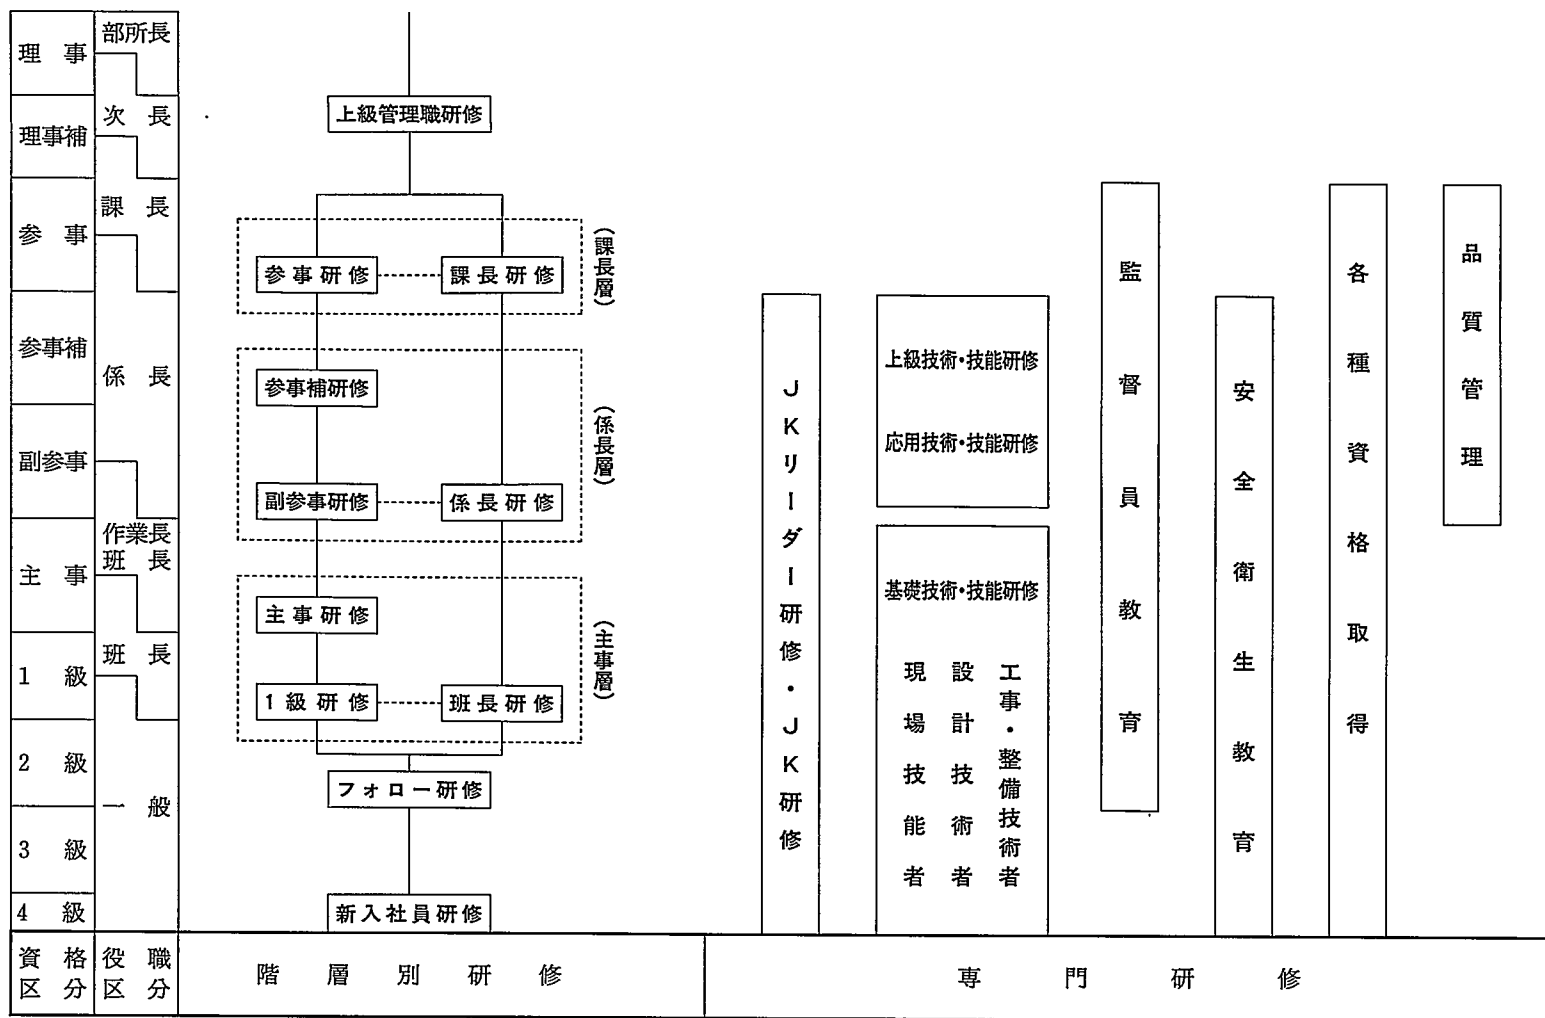 理事
理事補
参事
参事補
副参事
主事
1級
2級
3級
4級
資格区分
部所長
次長
課長
係長
作業長
班長
班長
一般
役職区分
上級管理職研修
参事研修
課長研修
(課長層)
参事補研修
副参事研修
係長研修
(係長層)
主事研修
1級研修
班長研修
(主事層)
フォロー研修
新入社員研修
階層別研修
JKリーダー研修・JK研修
上級技術・技能研修
応用技術・技能研修
基礎技術・技能研修
現場技能者
設計技術者
工事・整備技術者
監督員教育
安全衛生教育
各種資格取得
品質管理
専門研修